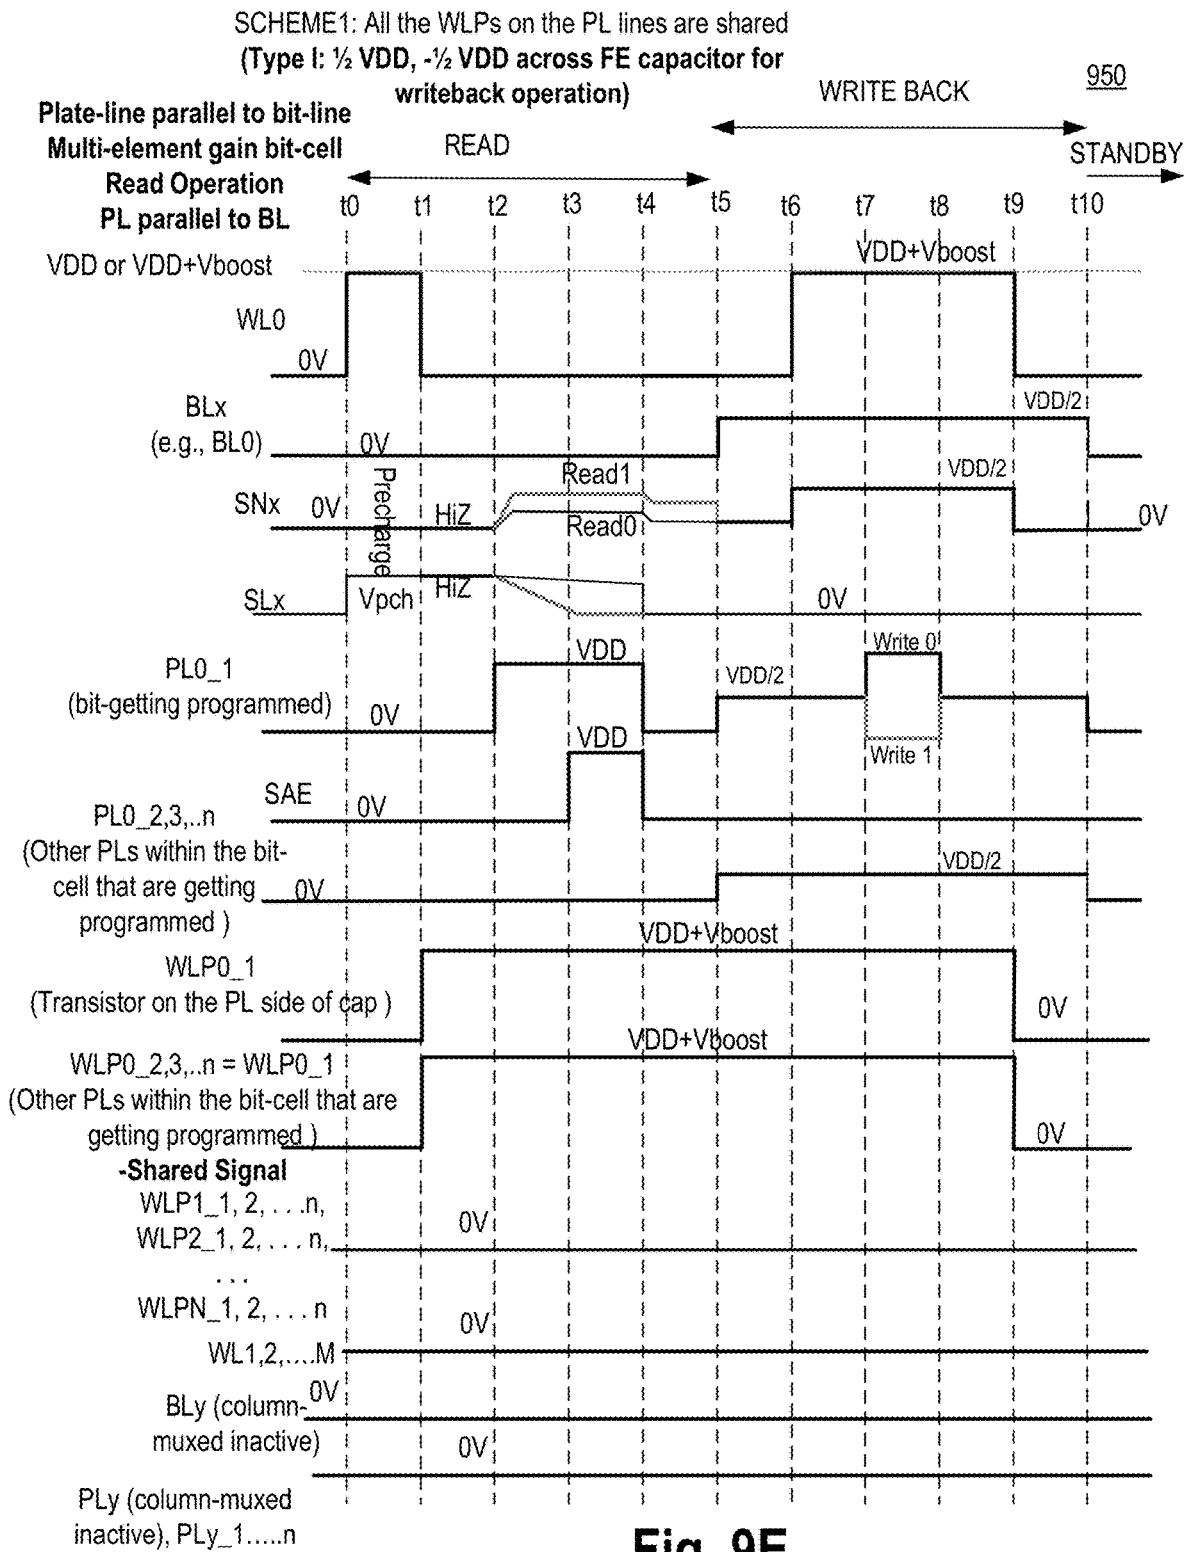 SCHEME1: All the WLPs on the PL lines are shared
(Type I: ½ VDD, -½ VDD across FE capacitor for
writeback operation)
WRITE BACK
950
Plate-line parallel to bit-line
Multi-element gain bit-cell
READ
STANDBY
Read Operation
PL parallel to BL
t0 t1 t2 t3 t4 t5 t6 t7 t8 t9 t10
VDD or VDD+Vboost
VDD+Vboost
WL0
0V
BLx
(e.g., BL0)
0V
VDD/2
Precharge
SNx
0V
HiZ
Read1
Read0
VDD/2
0V
SLx
Vpch
HiZ
0V
PL0_1
(bit-getting programmed)
0V
VDD
VDD/2
Write 0
Write 1
SAE
0V
VDD
PL0_2,3,..n
(Other PLs within the bit-
cell that are getting
programmed )
0V
VDD/2
VDD+Vboost
WLP0_1
(Transistor on the PL side of cap )
0V
VDD+Vboost
WLP0_2,3,..n = WLP0_1
(Other PLs within the bit-cell that are
getting programmed )
0V
-Shared Signal
WLP1_1, 2, . . .n,
0V
WLP2_1, 2, . . . n,
. . .
WLPN_1, 2, . . . n
0V
WL1,2,....M
0V
BLy (column-
muxed inactive)
0V
PLy (column-muxed
inactive), PLy_1.....n
Fig. 9E